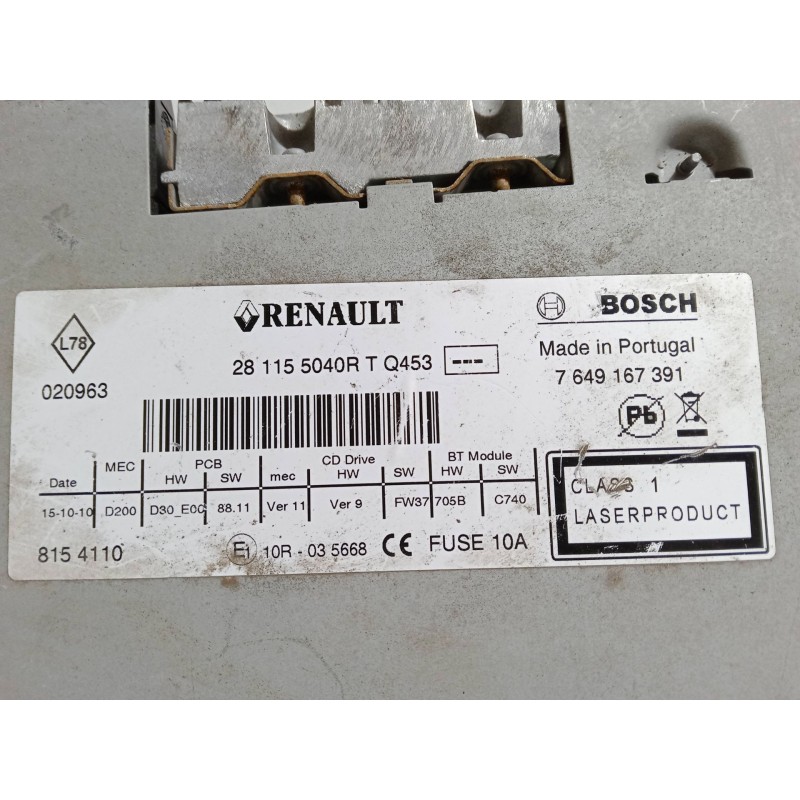 RENAULT
BOSCH
L78
28 115 5040R T Q453 ---
Made in Portugal
020963
7 649 167 391
Pb
MEC PCB CD Drive BT Module
Date HW SW mec HW SW HW SW
15-10-10 D200 D30_E00 88.11 Ver 11 Ver 9 FW37 705B C740
CLASS 1
LASERPRODUCT
815 4110 E1 10R - 03 5668 CE FUSE 10A